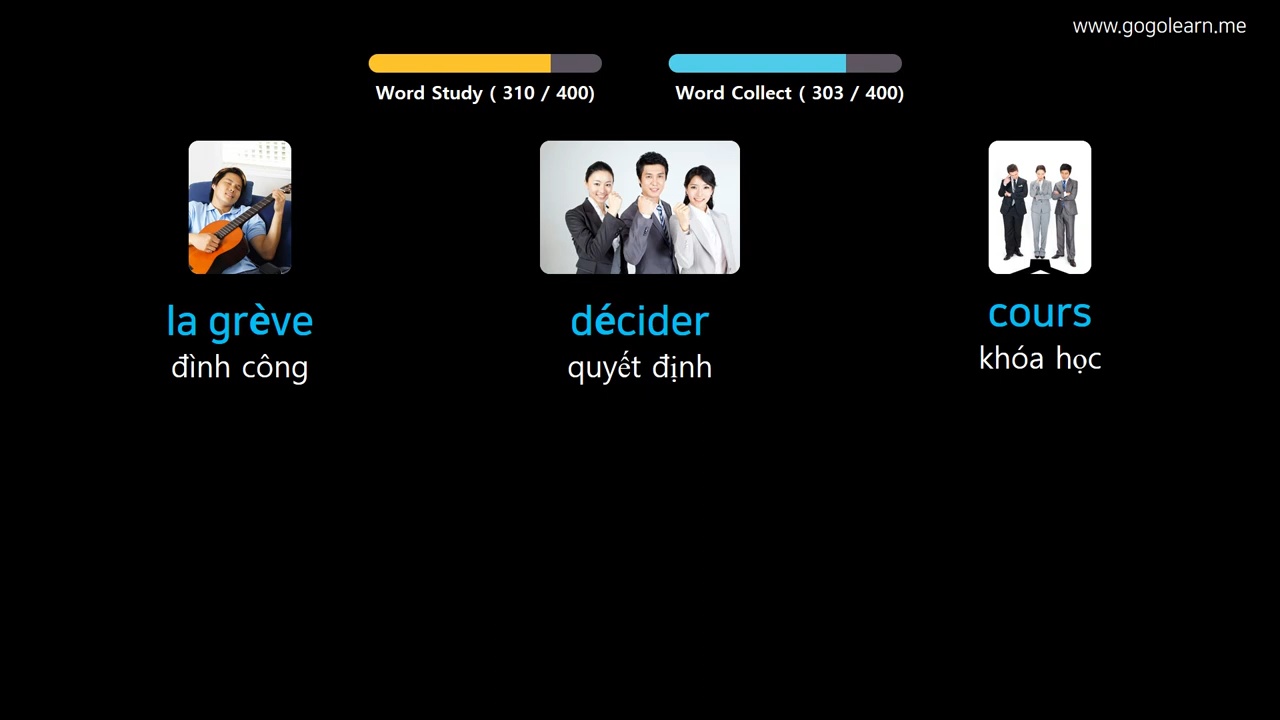 www.gogolearn.me
Word Study ( 310 / 400)
Word Collect ( 303 / 400)
la grève
đình công
décider
quyết định
cours
khóa học